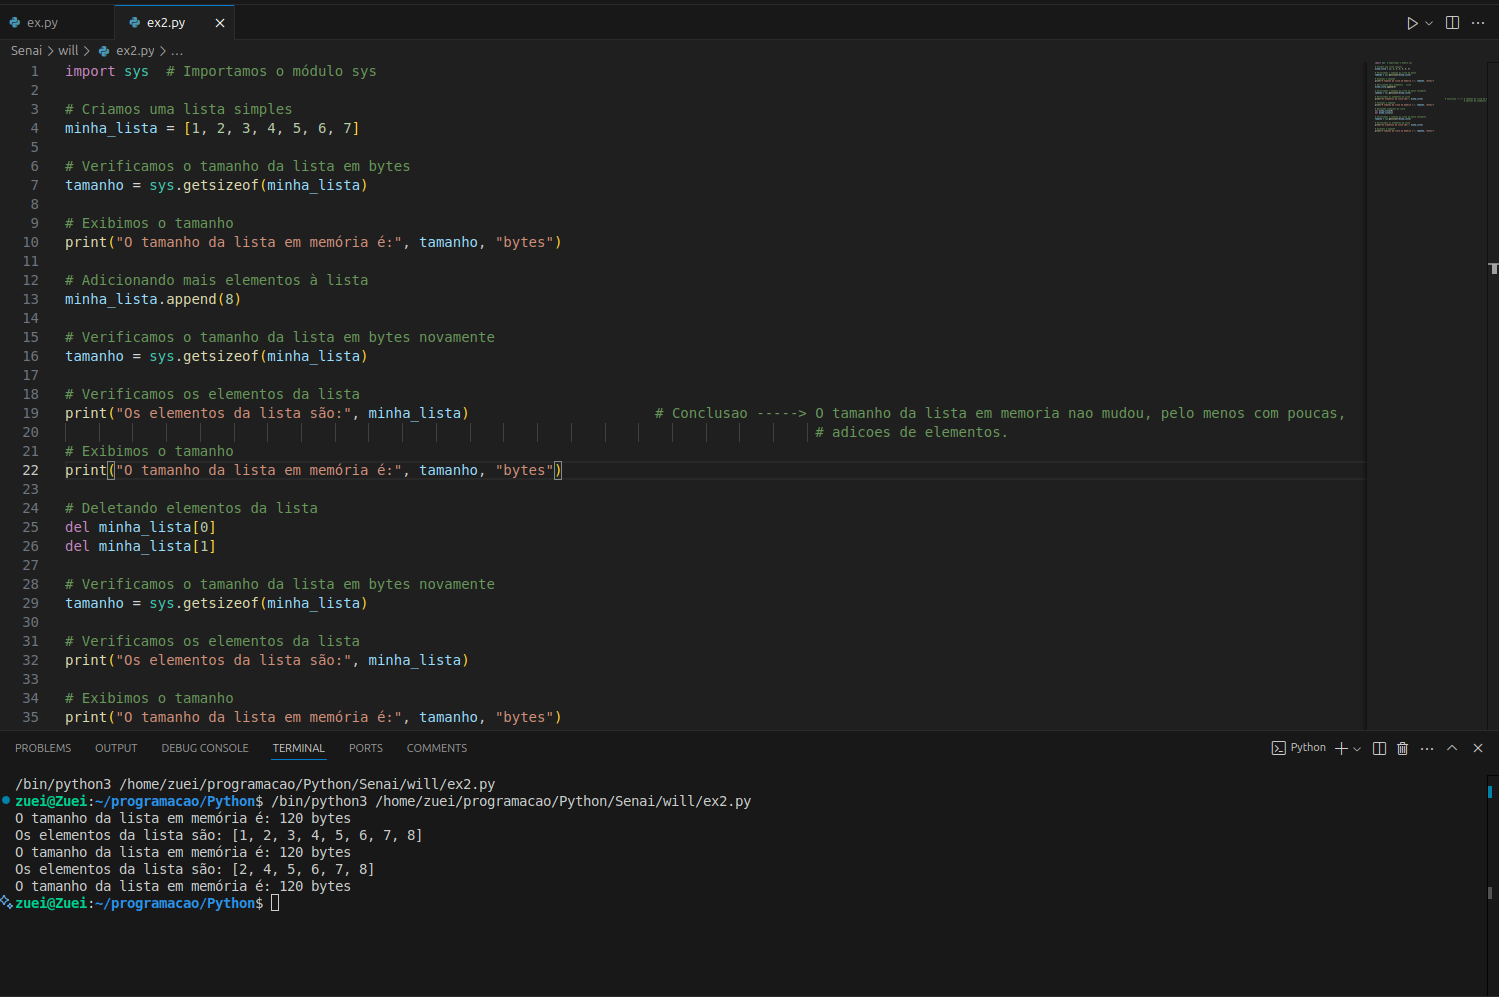 ex.py
ex2.py
Senai > will > ex2.py > ...
1 import sys  # Importamos o módulo sys
2
3 # Criamos uma lista simples
4 minha_lista = [1, 2, 3, 4, 5, 6, 7]
5
6 # Verificamos o tamanho da lista em bytes
7 tamanho = sys.getsizeof(minha_lista)
8
9 # Exibimos o tamanho
10 print("O tamanho da lista em memória é:", tamanho, "bytes")
11
12 # Adicionando mais elementos à lista
13 minha_lista.append(8)
14
15 # Verificamos o tamanho da lista em bytes novamente
16 tamanho = sys.getsizeof(minha_lista)
17
18 # Verificamos os elementos da lista
19 print("Os elementos da lista são:", minha_lista)                      # Conclusao -----> O tamanho da lista em memoria nao mudou, pelo menos com poucas,
20                                                                                          # adicoes de elementos.
21 # Exibimos o tamanho
22 print("O tamanho da lista em memória é:", tamanho, "bytes")
23
24 # Deletando elementos da lista
25 del minha_lista[0]
26 del minha_lista[1]
27
28 # Verificamos o tamanho da lista em bytes novamente
29 tamanho = sys.getsizeof(minha_lista)
30
31 # Verificamos os elementos da lista
32 print("Os elementos da lista são:", minha_lista)
33
34 # Exibimos o tamanho
35 print("O tamanho da lista em memória é:", tamanho, "bytes")
PROBLEMS OUTPUT DEBUG CONSOLE TERMINAL PORTS COMMENTS Python
/bin/python3 /home/zuei/programacao/Python/Senai/will/ex2.py
zuei@Zuei:~/programacao/Python$ /bin/python3 /home/zuei/programacao/Python/Senai/will/ex2.py
O tamanho da lista em memória é: 120 bytes
Os elementos da lista são: [1, 2, 3, 4, 5, 6, 7, 8]
O tamanho da lista em memória é: 120 bytes
Os elementos da lista são: [2, 4, 5, 6, 7, 8]
O tamanho da lista em memória é: 120 bytes
zuei@Zuei:~/programacao/Python$